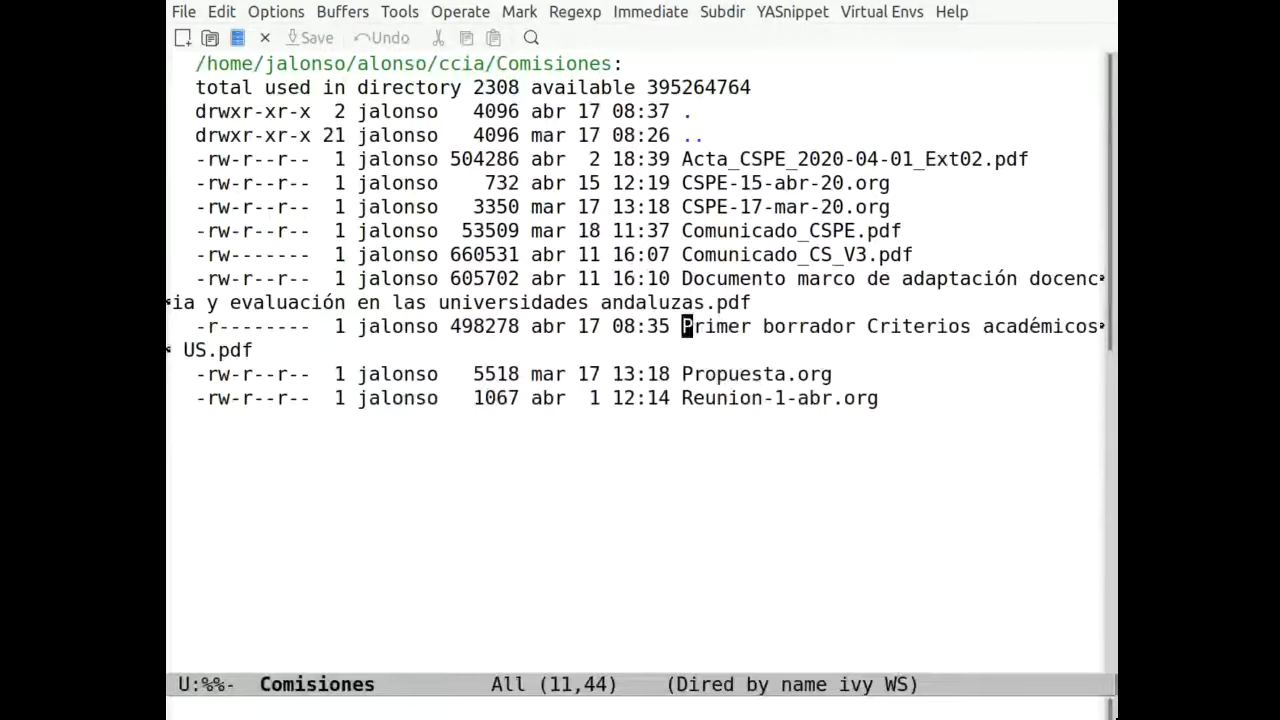 File Edit Options Buffers Tools Operate Mark Regexp Immediate Subdir YASnippet Virtual Envs Help
Save Undo
/home/jalonso/alonso/ccia/Comisiones:
total used in directory 2308 available 395264764
drwxr-xr-x  2 jalonso   4096 abr 17 08:37 .
drwxr-xr-x 21 jalonso   4096 mar 17 08:26 ..
-rw-r--r--  1 jalonso 504286 abr  2 18:39 Acta_CSPE_2020-04-01_Ext02.pdf
-rw-r--r--  1 jalonso    732 abr 15 12:19 CSPE-15-abr-20.org
-rw-r--r--  1 jalonso   3350 mar 17 13:18 CSPE-17-mar-20.org
-rw-r--r--  1 jalonso  53509 mar 18 11:37 Comunicado_CSPE.pdf
-rw-------  1 jalonso 660531 abr 11 16:07 Comunicado_CS_V3.pdf
-rw-r--r--  1 jalonso 605702 abr 11 16:10 Documento marco de adaptación docenc
ia y evaluación en las universidades andaluzas.pdf
-r--------  1 jalonso 498278 abr 17 08:35 Primer borrador Criterios académicos
US.pdf
-rw-r--r--  1 jalonso   5518 mar 17 13:18 Propuesta.org
-rw-r--r--  1 jalonso   1067 abr  1 12:14 Reunion-1-abr.org
U:%%-  Comisiones          All (11,44)    (Dired by name ivy WS)